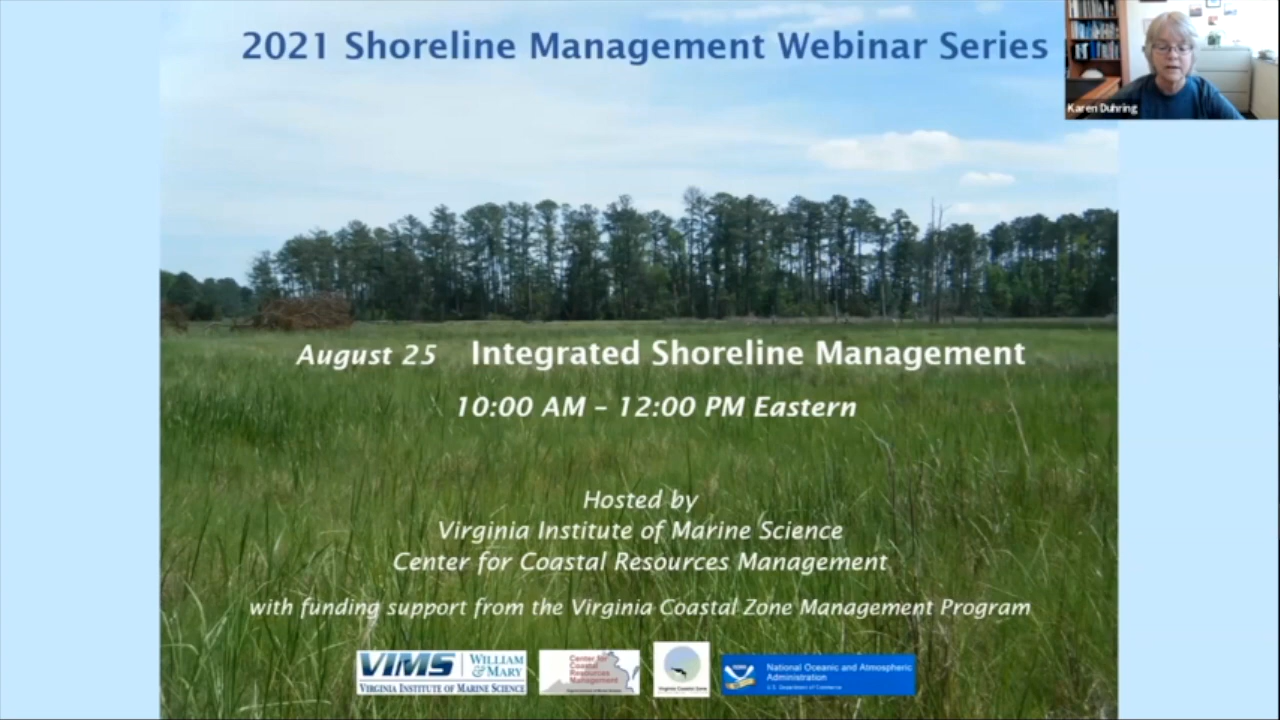 2021 Shoreline Management Webinar Series
Karen Duhring
August 25 Integrated Shoreline Management
10:00 AM – 12:00 PM Eastern
Hosted by
Virginia Institute of Marine Science
Center for Coastal Resources Management
with funding support from the Virginia Coastal Zone Management Program
VIMS WILLIAM
& MARY
VIRGINIA INSTITUTE OF MARINE SCIENCE
Center for
Coastal
Resources
Management
Virginia Coastal Zone
National Oceanic and Atmospheric
Administration
U.S. Department of Commerce